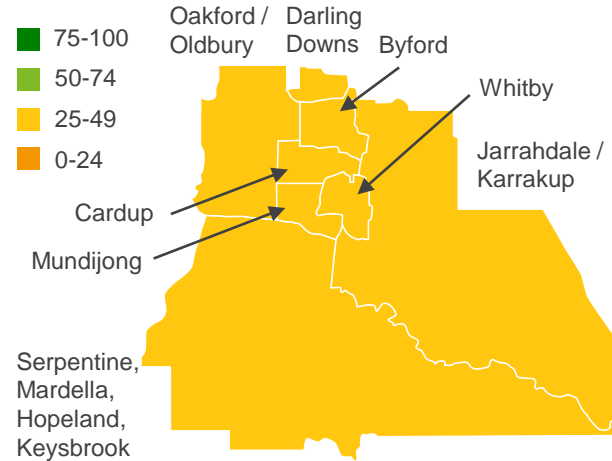 75-100
50-74
25-49
0-24
Oakford /
Oldbury
Darling
Downs
Byford
Whitby
Jarrahdale /
Karrakup
Cardup
Mundijong
Serpentine,
Mardella,
Hopeland,
Keysbrook